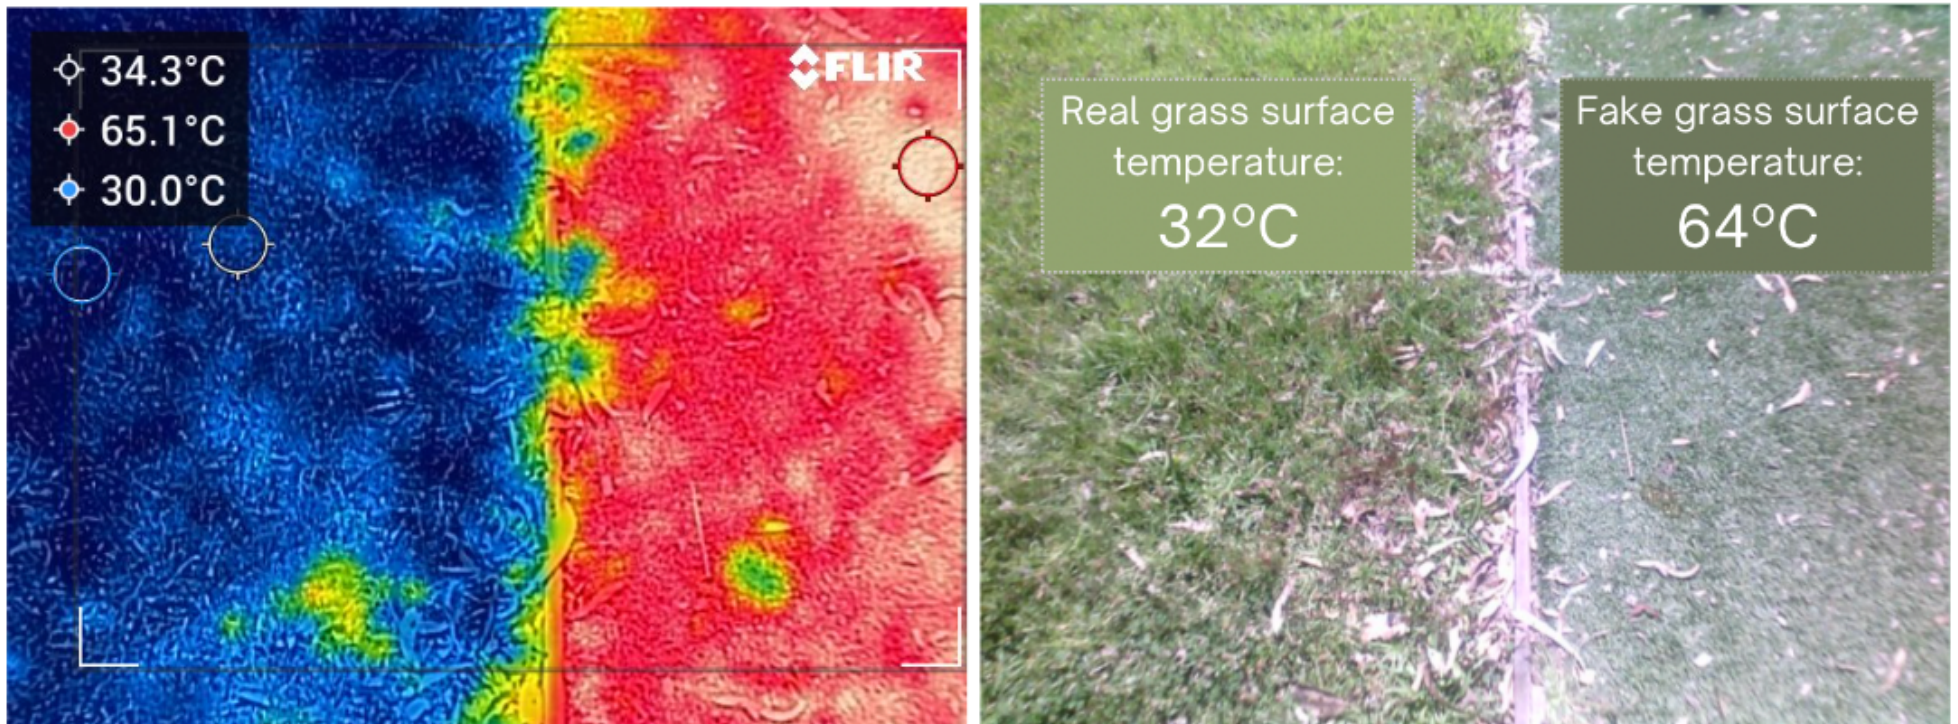 34.3°C
65.1°C
30.0°C
FLIR
Real grass surface
temperature:
32°C
Fake grass surface
temperature:
64°C